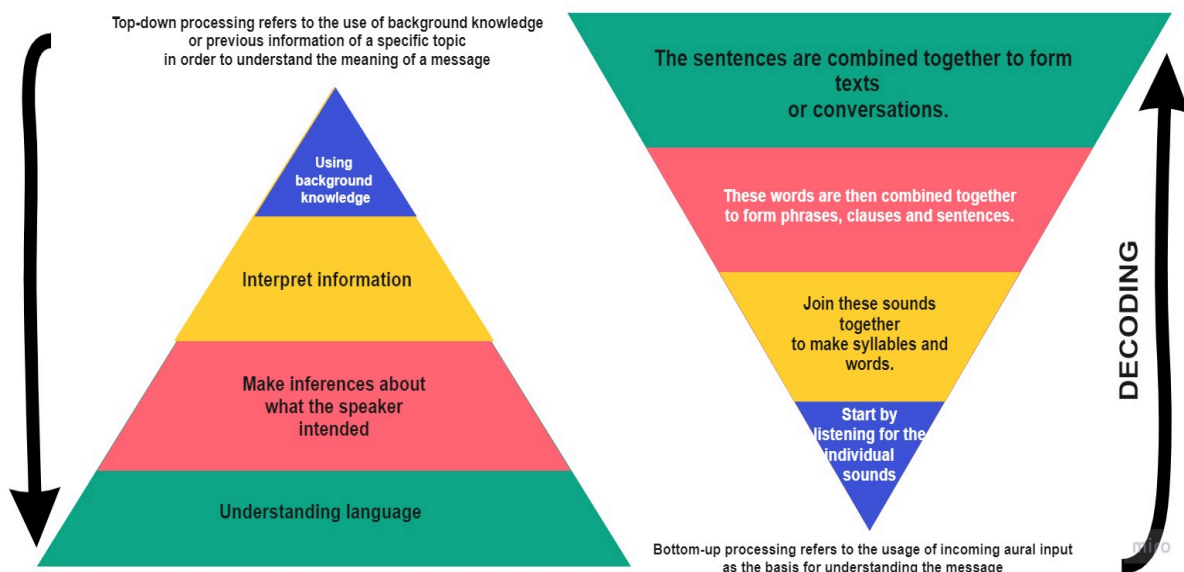 Top-down processing refers to the use of background knowledge
or previous information of a specific topic
in order to understand the meaning of a message
Using
background
knowledge
Interpret information
Make inferences about
what the speaker
intended
Understanding language
The sentences are combined together to form
texts
or conversations.
These words are then combined together
to form phrases, clauses and sentences.
Join these sounds
together
to make syllables and
words.
Start by
listening for the
individual
sounds
DECODING
Bottom-up processing refers to the usage of incoming aural input
as the basis for understanding the message
miro